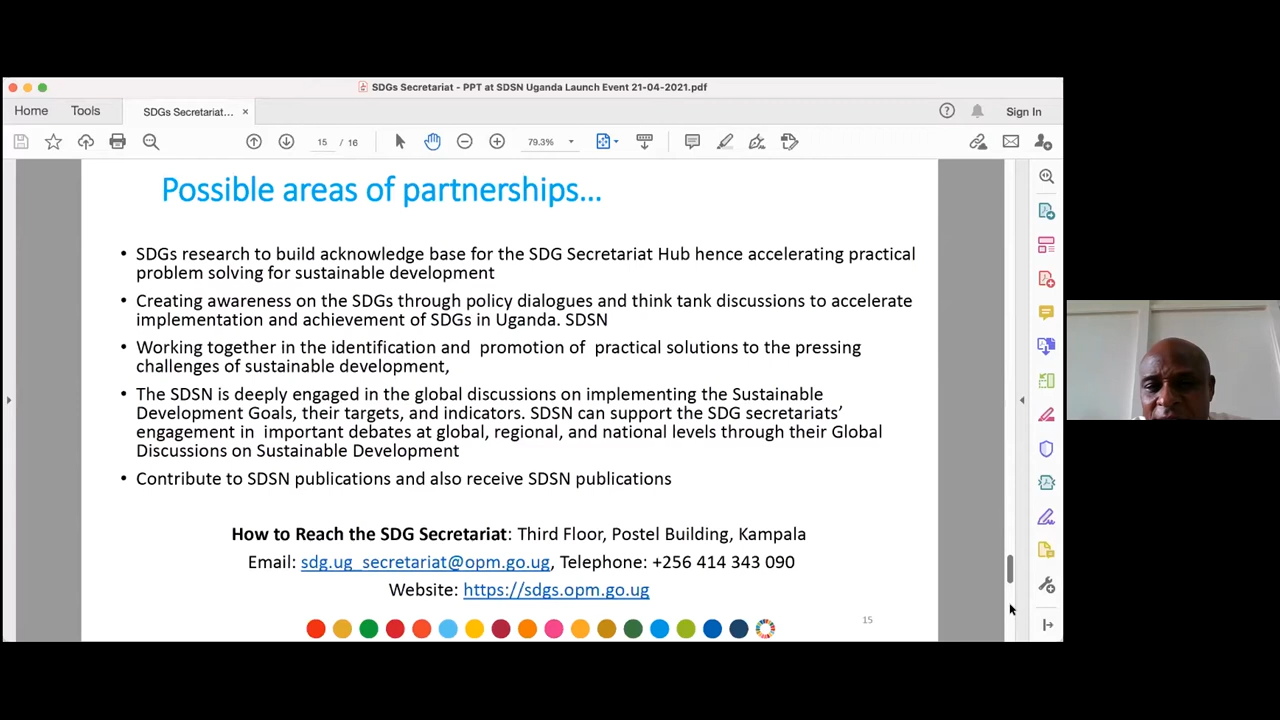 SDGs Secretariat - PPT at SDSN Uganda Launch Event 21-04-2021.pdf
Home Tools SDGs Secretariat... × Sign In
15 / 16 79.3%
Possible areas of partnerships...
• SDGs research to build acknowledge base for the SDG Secretariat Hub hence accelerating practical
problem solving for sustainable development
• Creating awareness on the SDGs through policy dialogues and think tank discussions to accelerate
implementation and achievement of SDGs in Uganda. SDSN
• Working together in the identification and promotion of practical solutions to the pressing
challenges of sustainable development,
• The SDSN is deeply engaged in the global discussions on implementing the Sustainable
Development Goals, their targets, and indicators. SDSN can support the SDG secretariats’
engagement in important debates at global, regional, and national levels through their Global
Discussions on Sustainable Development
• Contribute to SDSN publications and also receive SDSN publications
How to Reach the SDG Secretariat: Third Floor, Postel Building, Kampala
Email: sdg.ug_secretariat@opm.go.ug, Telephone: +256 414 343 090
Website: https://sdgs.opm.go.ug
15